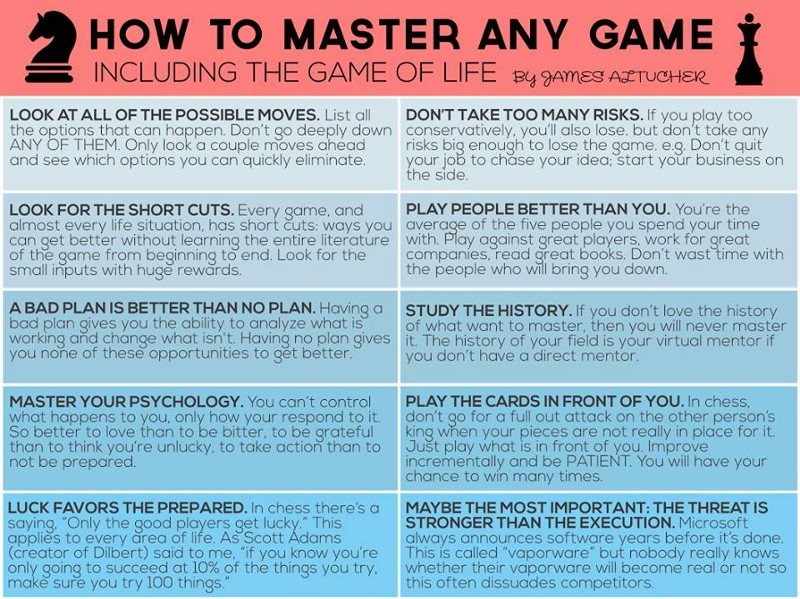 HOW TO MASTER ANY GAME
INCLUDING THE GAME OF LIFE BY JAMES ALTUCHER
LOOK AT ALL OF THE POSSIBLE MOVES. List all
the options that can happen. Don't go deeply down
ANY OF THEM. Only look a couple moves ahead
and see which options you can quickly eliminate.
DON'T TAKE TOO MANY RISKS. If you play too
conservatively, you'll also lose. but don't take any
risks big enough to lose the game. e.g. Don't quit
your job to chase your idea; start your business on
the side.
LOOK FOR THE SHORT CUTS. Every game, and
almost every life situation, has short cuts: ways you
can get better without learning the entire literature
of the game from beginning to end. Look for the
small inputs with huge rewards.
PLAY PEOPLE BETTER THAN YOU. You're the
average of the five people you spend your time
with. Play against great players, work for great
companies, read great books. Don't wast time with
the people who will bring you down.
A BAD PLAN IS BETTER THAN NO PLAN. Having a
bad plan gives you the ability to analyze what is
working and change what isn't. Having no plan gives
you none of these opportunities to get better.
STUDY THE HISTORY. If you don't love the history
of what want to master, then you will never master
it. The history of your field is your virtual mentor if
you don't have a direct mentor.
MASTER YOUR PSYCHOLOGY. You can't control
what happens to you, only how your respond to it.
So better to love than to be bitter, to be grateful
than to think you're unlucky, to take action than to
not be prepared.
PLAY THE CARDS IN FRONT OF YOU. In chess,
don't go for a full out attack on the other person's
king when your pieces are not really in place for it.
Just play what is in front of you. Improve
incrementally and be PATIENT. You will have your
chance to win many times.
LUCK FAVORS THE PREPARED. In chess there's a
saying, "Only the good players get lucky." This
applies to every area of life. As Scott Adams
(creator of Dilbert) said to me, "if you know you're
only going to succeed at 10% of the things you try,
make sure you try 100 things."
MAYBE THE MOST IMPORTANT: THE THREAT IS
STRONGER THAN THE EXECUTION. Microsoft
always announces software years before it's done.
This is called "vaporware" but nobody really knows
whether their vaporware will become real or not so
this often dissuades competitors.